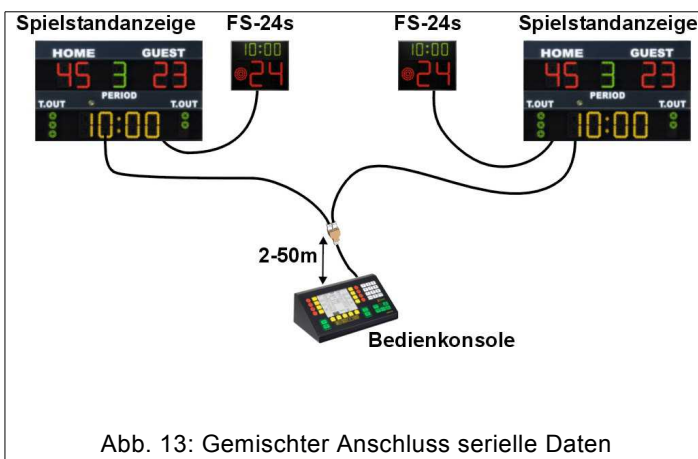 Spielstandanzeige FS-24s FS-24s Spielstandanzeige
HOME GUEST
45 3 23
PERIOD
T.OUT T.OUT
10:00
10:00
24
10:00
24
HOME GUEST
45 3 23
PERIOD
T.OUT T.OUT
10:00
2-50m
Bedienkonsole
Abb. 13: Gemischter Anschluss serielle Daten